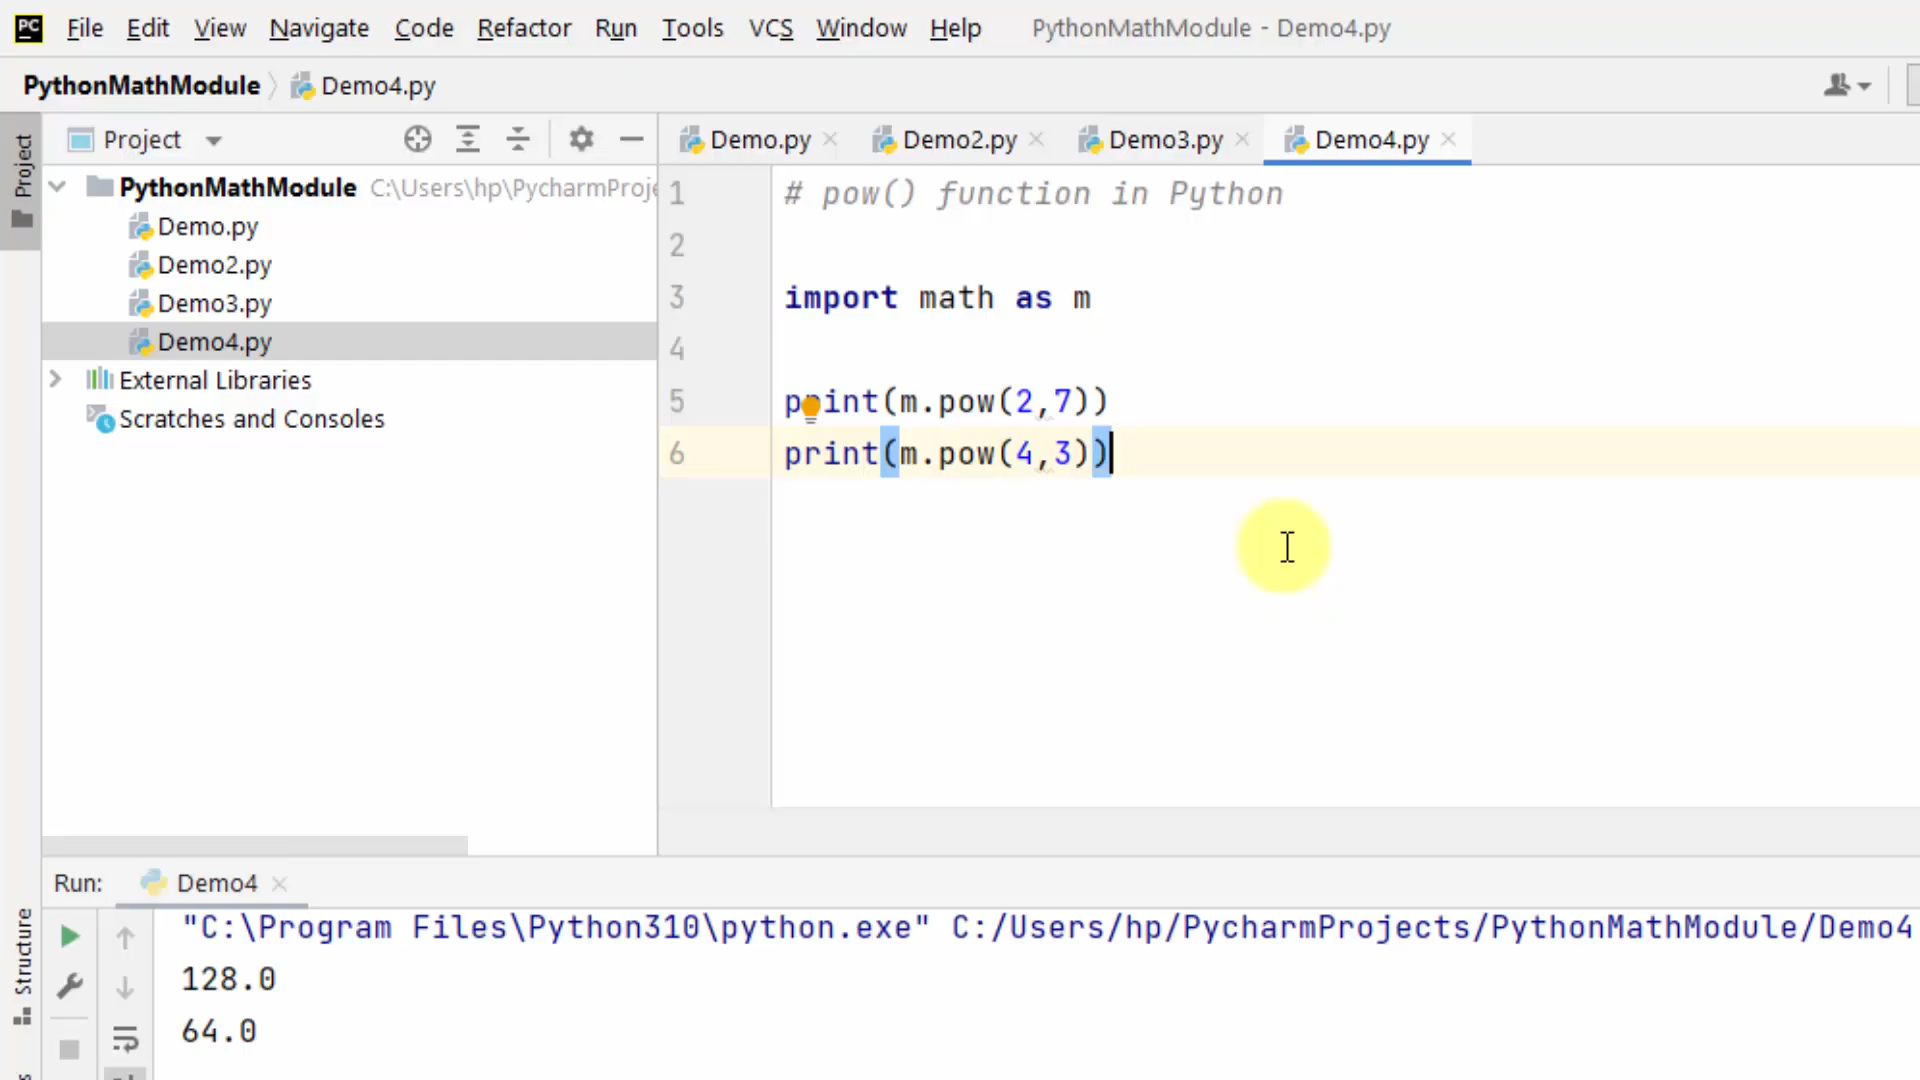 PC File Edit View Navigate Code Refactor Run Tools VCS Window Help PythonMathModule - Demo4.py
PythonMathModule Demo4.py
Project
Project
Demo.py Demo2.py Demo3.py Demo4.py
PythonMathModule C:\Users\hp\PycharmProje
Demo.py
Demo2.py
Demo3.py
Demo4.py
External Libraries
Scratches and Consoles
1 # pow() function in Python
2
3 import math as m
4
5 print(m.pow(2,7))
6 print(m.pow(4,3))
Structure
Run: Demo4
"C:\Program Files\Python310\python.exe" C:/Users/hp/PycharmProjects/PythonMathModule/Demo4
128.0
64.0